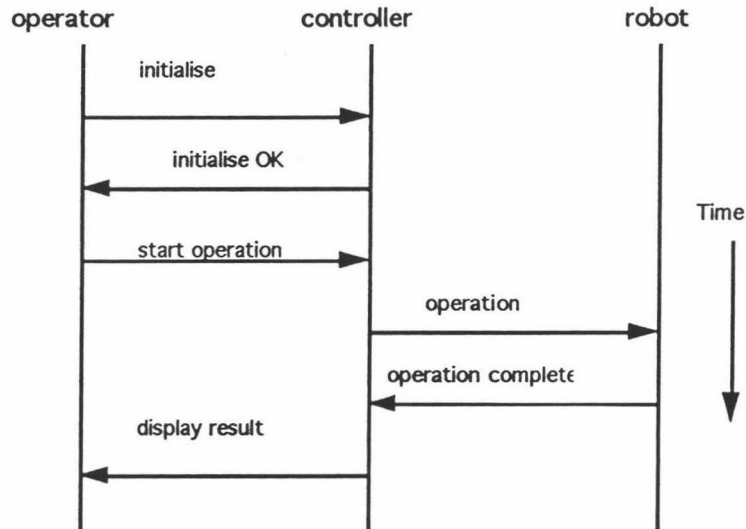 operator controller robot
initialise
initialise OK
Time
start operation
operation
operation complete
display result